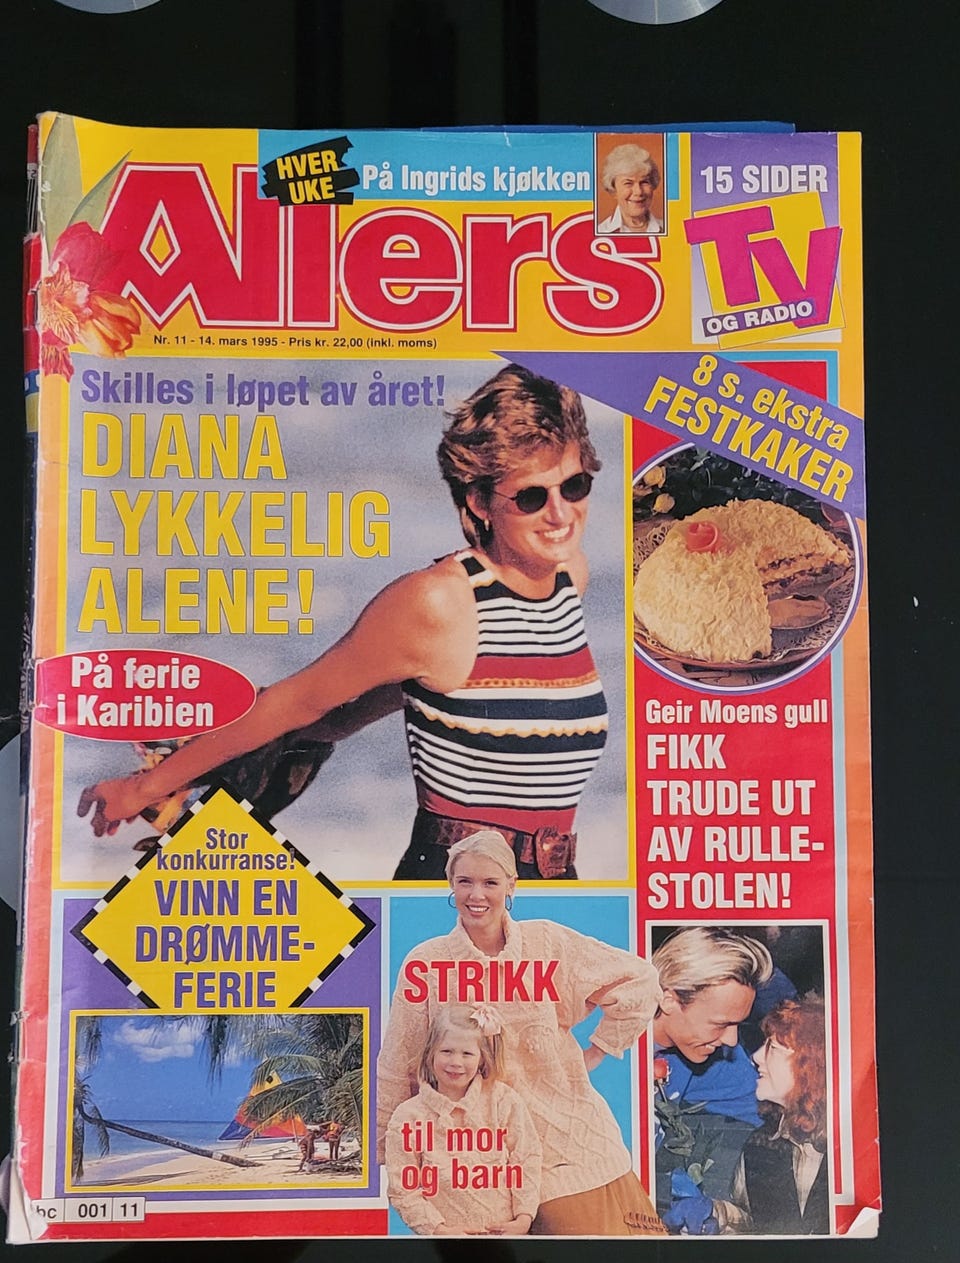 HVER
UKE
På Ingrids kjøkken
15 SIDER
TV
OG RADIO
Allers
Nr. 11 - 14. mars 1995 - Pris kr. 22,00 (inkl. moms)
Skilles i løpet av året!
DIANA
LYKKELIG
ALENE!
8 s. ekstra
FESTKAKER
På ferie
i Karibien
Geir Moens gull
FIKK
TRUDE UT
AV RULLE-
STOLEN!
Stor
konkurranse!
VINN EN
DRØMME-
FERIE
STRIKK
til mor
og barn
bc 001 11